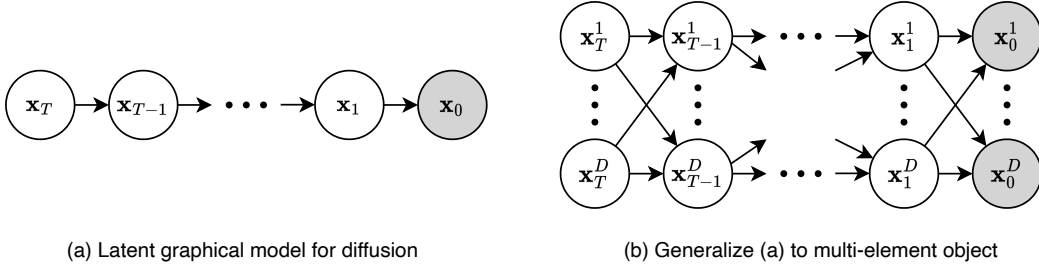 x_T x_{T−1} x_1 x_0
(a) Latent graphical model for diffusion
x_T^1 x_{T−1}^1 x_1^1 x_0^1
x_T^D x_{T−1}^D x_1^D x_0^D
(b) Generalize (a) to multi-element object